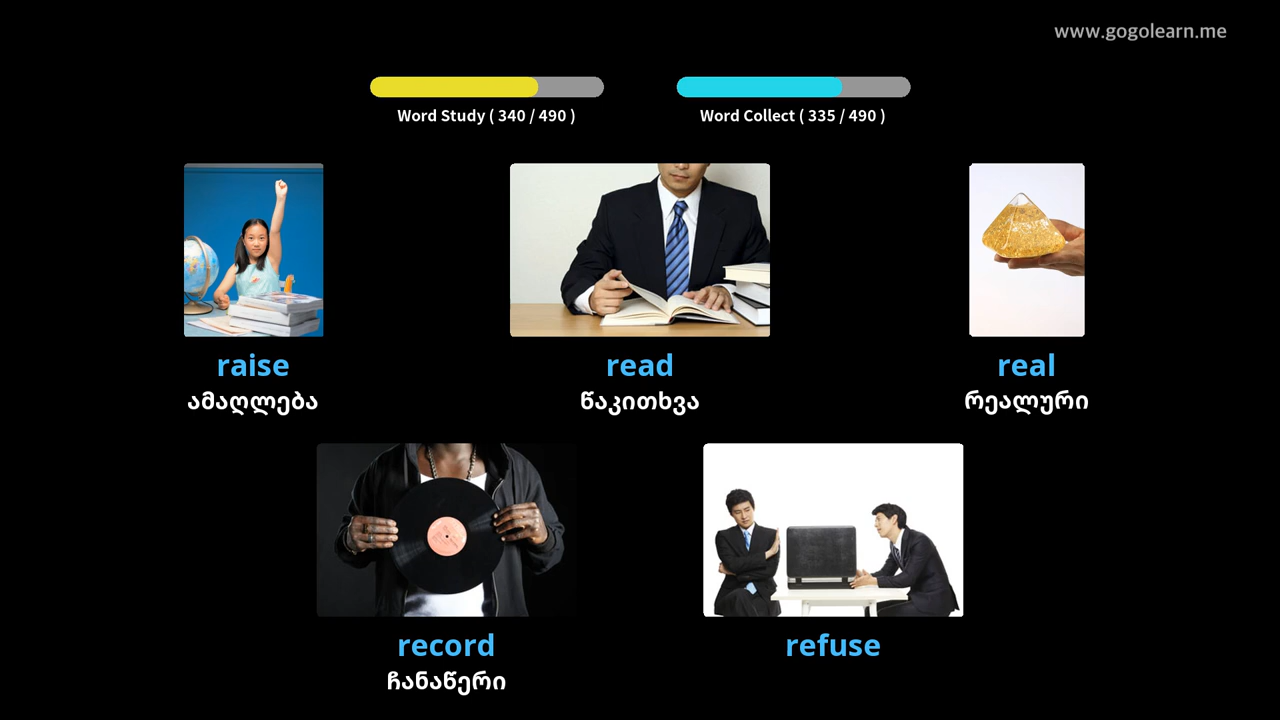 www.gogolearn.me
Word Study ( 340 / 490 )
Word Collect ( 335 / 490 )
raise
ამაღლება
read
წაკითხვა
real
რეალური
record
ჩანაწერი
refuse